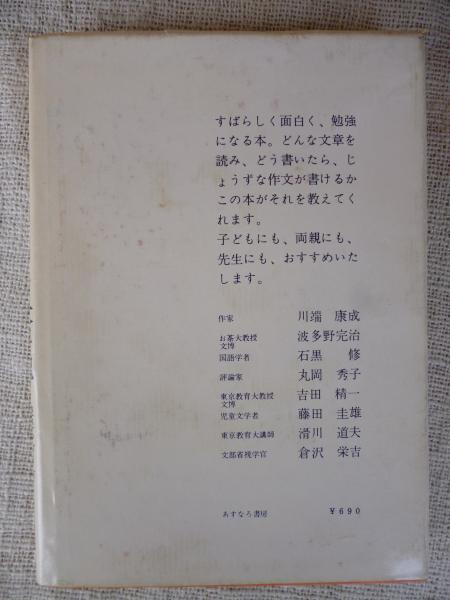 すばらしく面白く、勉強
になる本。どんな文章を
読み、どう書いたら、じ
ょうずな作文が書けるか
この本がそれを教えてく
れます。
子どもにも、両親にも、
先生にも、おすすめいた
します。
作家 川端 康成
お茶大教授 文博 波多野完治
国語学者 石黒 修
評論家 丸岡 秀子
東京教育大教授 文博 吉田 精一
児童文学者 藤田 圭雄
東京教育大講師 滑川 道夫
文部省視学官 倉沢 栄吉
あすなろ書房 ¥690